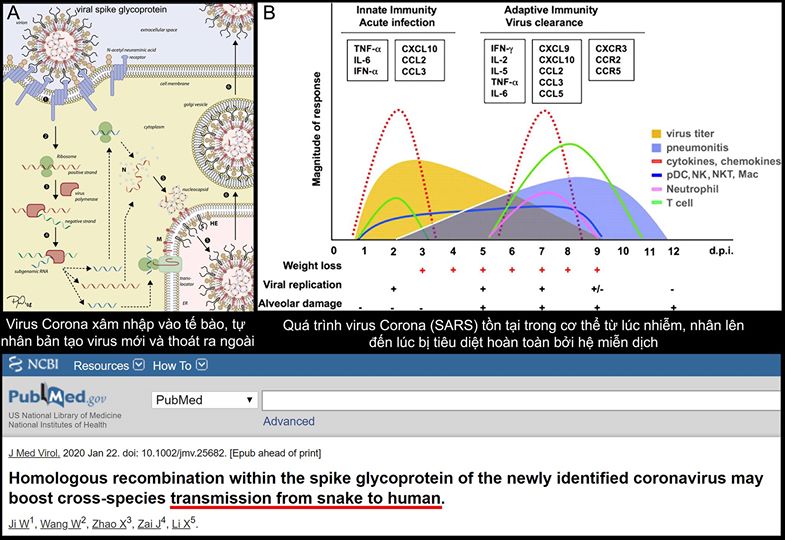 A
viral spike glycoprotein
virion
extracellular space
N-acetyl neuraminic acid
receptor
cell membrane
golgi vesicle
cytoplasm
Ribosome
positive strand
virus
polymerase
negative strand
subgenomic RNA
N
nucleocapsid
HE
M
trans-
locator
ER
Virus Corona xâm nhập vào tế bào, tự
nhân bản tạo virus mới và thoát ra ngoài
B
Innate Immunity
Acute infection
TNF-α
IL-6
IFN-α
CXCL10
CCL2
CCL3
Adaptive Immunity
Virus clearance
IFN-γ
IL-2
IL-5
TNF-α
IL-6
CXCL9
CXCL10
CCL2
CCL3
CCL5
CXCR3
CCR2
CCR5
Magnitude of response
virus titer
pneumonitis
cytokines, chemokines
pDC, NK, NKT, Mac
Neutrophil
T cell
0 1 2 3 4 5 6 7 8 9 10 11 12 d.p.i.
Weight loss + + + + + + +
Viral replication + + + +/- -
Alveolar damage - - + + + +
Quá trình virus Corona (SARS) tồn tại trong cơ thể từ lúc nhiễm, nhân lên
đến lúc bị tiêu diệt hoàn toàn bởi hệ miễn dịch
NCBI Resources How To
PubMed.gov
US National Library of Medicine
National Institutes of Health
PubMed
Advanced
J Med Virol. 2020 Jan 22. doi: 10.1002/jmv.25682. [Epub ahead of print]
Homologous recombination within the spike glycoprotein of the newly identified coronavirus may
boost cross-species transmission from snake to human.
Ji W1, Wang W2, Zhao X3, Zai J4, Li X5.